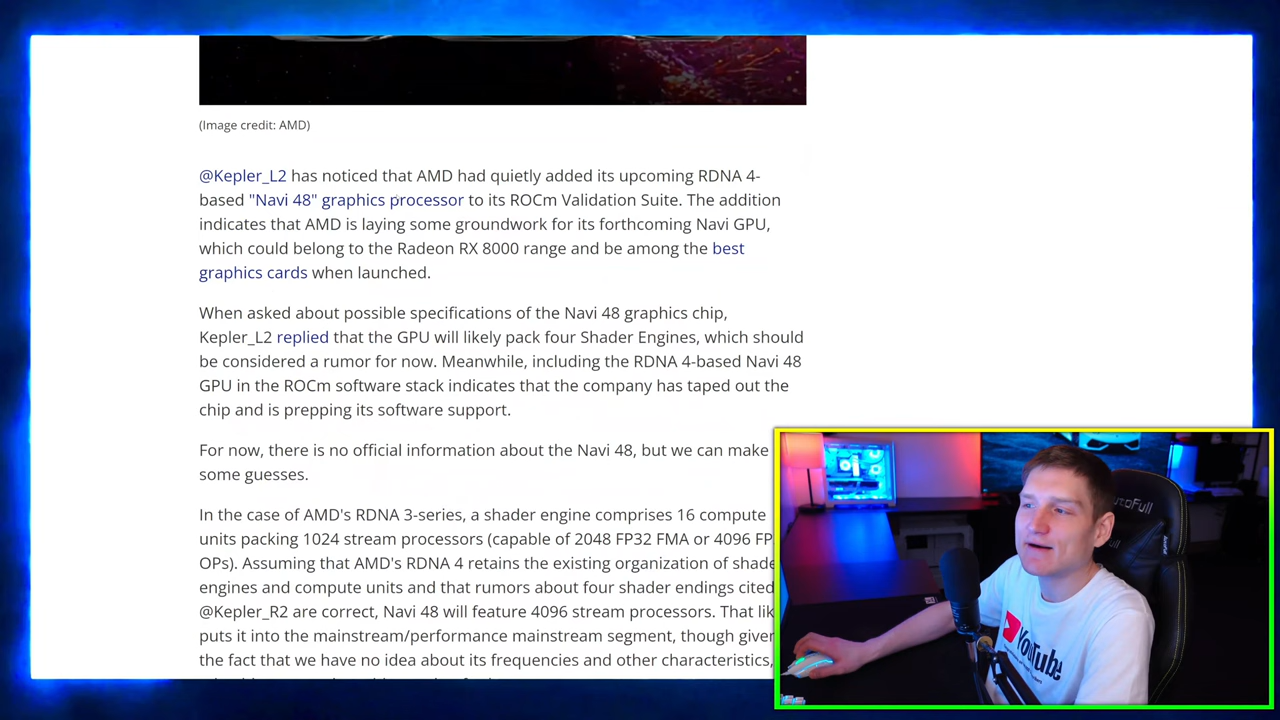 (Image credit: AMD)
@Kepler_L2 has noticed that AMD had quietly added its upcoming RDNA 4-
based "Navi 48" graphics processor to its ROCm Validation Suite. The addition
indicates that AMD is laying some groundwork for its forthcoming Navi GPU,
which could belong to the Radeon RX 8000 range and be among the best
graphics cards when launched.
When asked about possible specifications of the Navi 48 graphics chip,
Kepler_L2 replied that the GPU will likely pack four Shader Engines, which should
be considered a rumor for now. Meanwhile, including the RDNA 4-based Navi 48
GPU in the ROCm software stack indicates that the company has taped out the
chip and is prepping its software support.
For now, there is no official information about the Navi 48, but we can make
some guesses.
In the case of AMD's RDNA 3-series, a shader engine comprises 16 compute
units packing 1024 stream processors (capable of 2048 FP32 FMA or 4096 FP
OPs). Assuming that AMD's RDNA 4 retains the existing organization of shade
engines and compute units and that rumors about four shader endings cited
@Kepler_R2 are correct, Navi 48 will feature 4096 stream processors. That lik
puts it into the mainstream/performance mainstream segment, though given
the fact that we have no idea about its frequencies and other characteristics,
AutoFull
YouTube